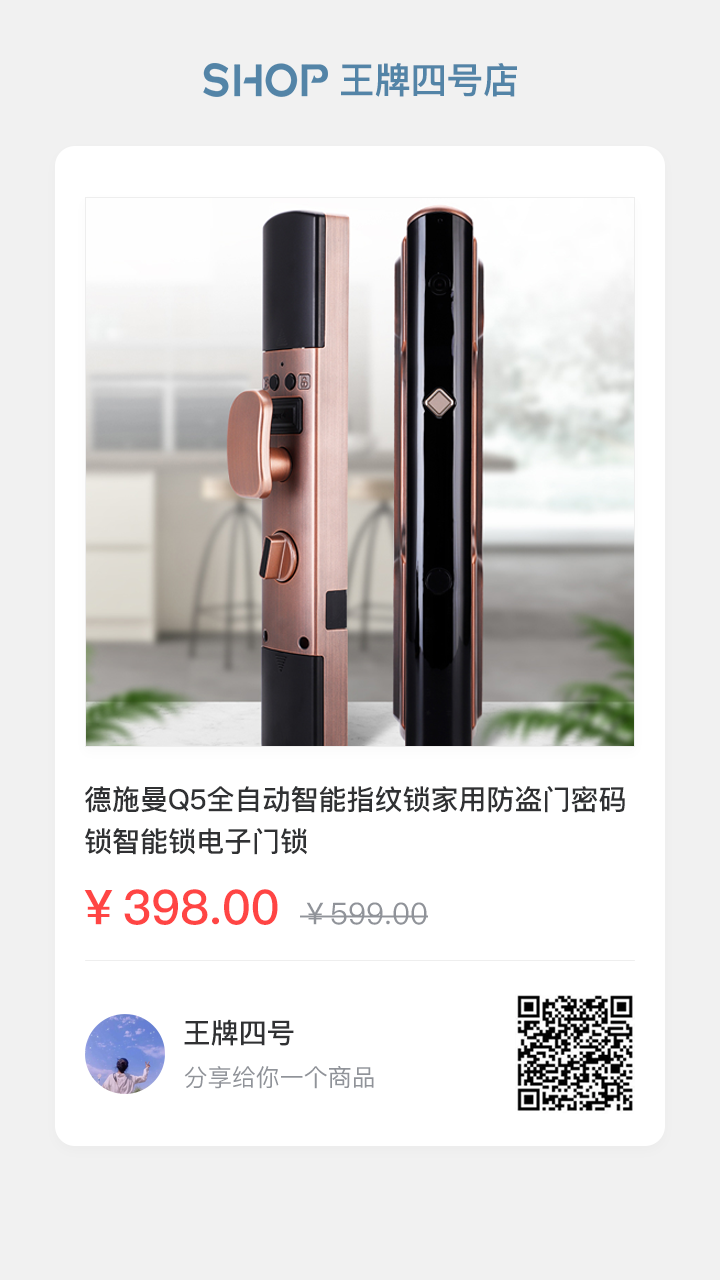 SHOP 王牌四号店
德施曼Q5全自动智能指纹锁家用防盗门密码
锁智能锁电子门锁
¥ 398.00 ¥ 599.00
王牌四号
分享给你一个商品